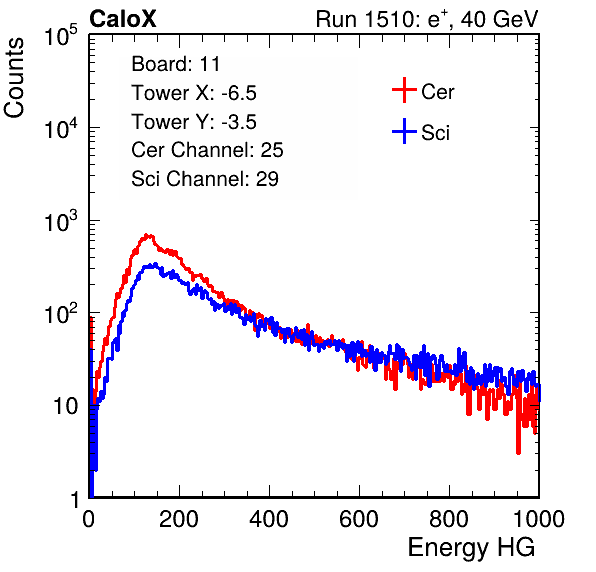 CaloX Run 1510: e⁺, 40 GeV
Counts
Board: 11
Tower X: -6.5
Tower Y: -3.5
Cer Channel: 25
Sci Channel: 29
Cer
Sci
10⁵
10⁴
10³
10²
10
1
0 200 400 600 800 1000
Energy HG